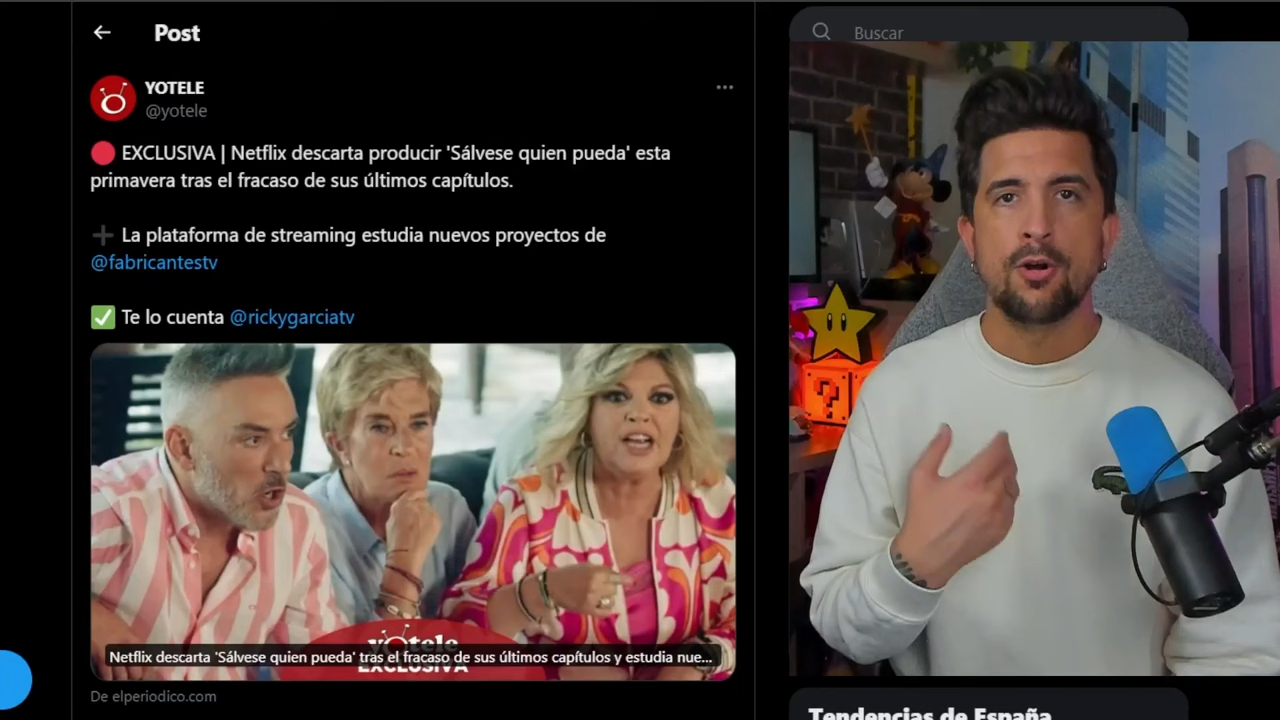 Post
Buscar
YOTELE
@yotele
EXCLUSIVA | Netflix descarta producir 'Sálvese quien pueda' esta
primavera tras el fracaso de sus últimos capítulos.
La plataforma de streaming estudia nuevos proyectos de
@fabricantestv
Te lo cuenta @rickygarciatv
?
yotele
EXCLUSIVA
Netflix descarta 'Sálvese quien pueda' tras el fracaso de sus últimos capítulos y estudia nue...
De elperiodico.com
Tendencias de España